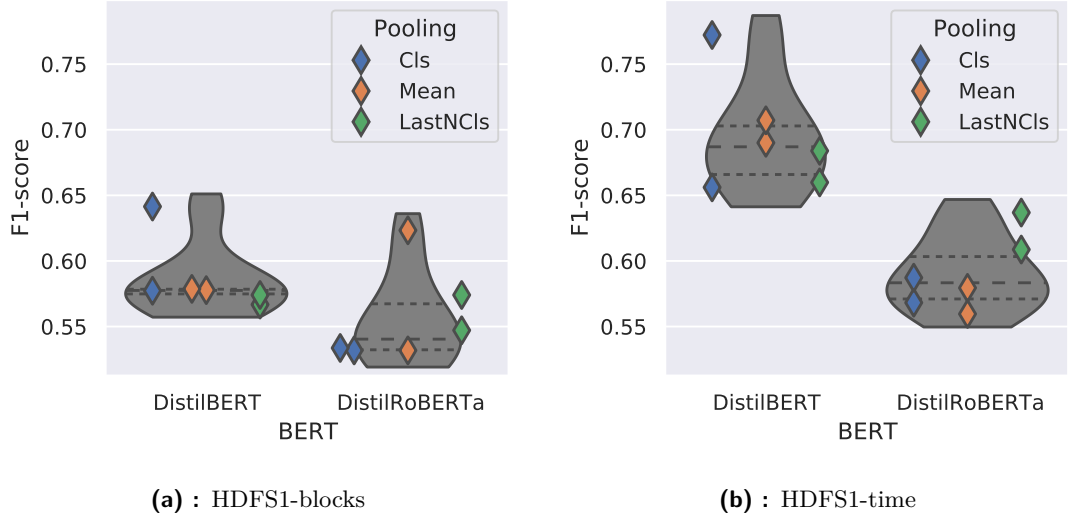 Pooling
Cls
Mean
LastNCls
0.75
0.70
0.65
0.60
0.55
F1-score
DistilBERT DistilRoBERTa
BERT
(a) : HDFS1-blocks
Pooling
Cls
Mean
LastNCls
0.75
0.70
0.65
0.60
0.55
F1-score
DistilBERT DistilRoBERTa
BERT
(b) : HDFS1-time